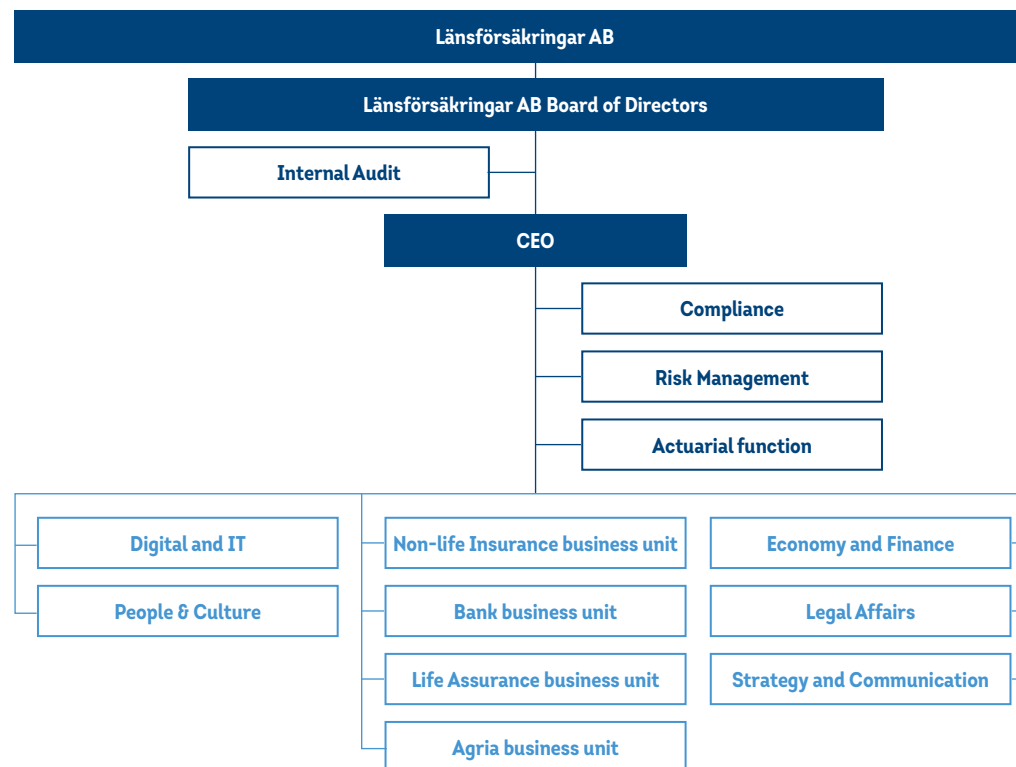 Länsförsäkringar AB
Länsförsäkringar AB Board of Directors
Internal Audit
CEO
Compliance
Risk Management
Actuarial function
Digital and IT
People & Culture
Non-life Insurance business unit
Bank business unit
Life Assurance business unit
Agria business unit
Economy and Finance
Legal Affairs
Strategy and Communication